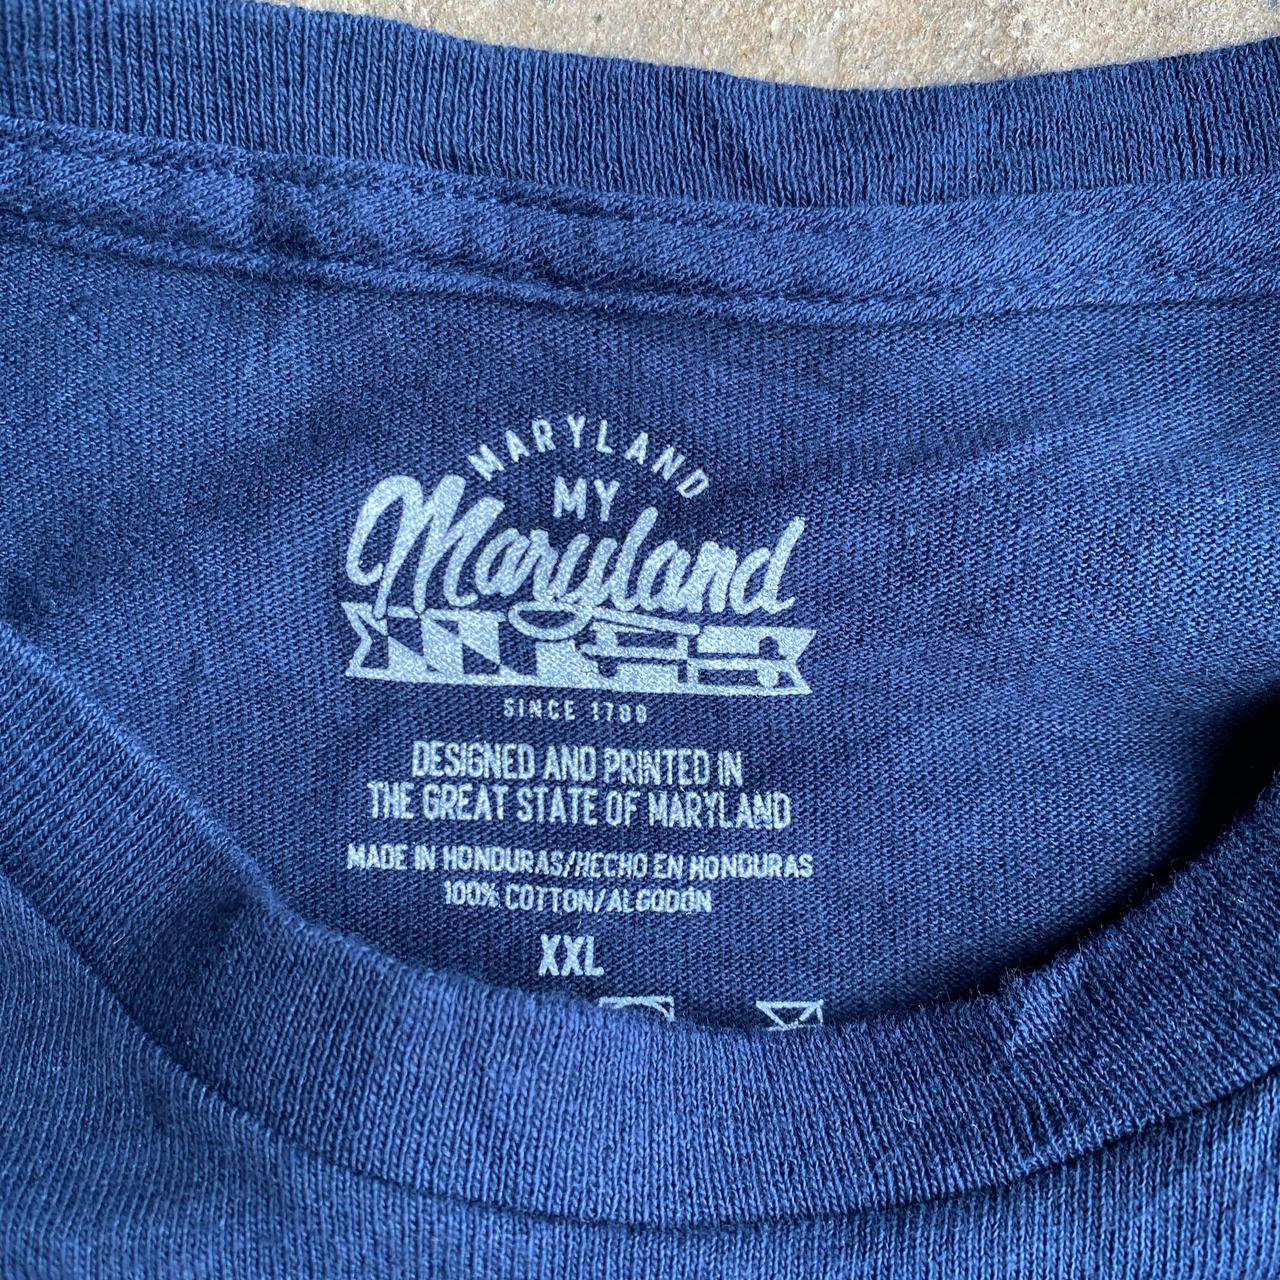 MARYLAND
MY
Maryland
SINCE 1788
DESIGNED AND PRINTED IN
THE GREAT STATE OF MARYLAND
MADE IN HONDURAS/HECHO EN HONDURAS
100% COTTON/ALGODÓN
XXL